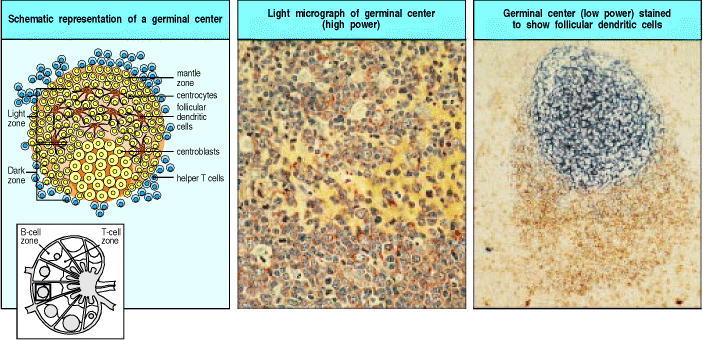 Schematic representation of a germinal center
Light micrograph of germinal center
(high power)
Germinal center (low power) stained
to show follicular dendritic cells
mantle
zone
centrocytes
follicular
dendritic
cells
centroblasts
helper T cells
Light
zone
Dark
zone
B-cell
zone
T-cell
zone